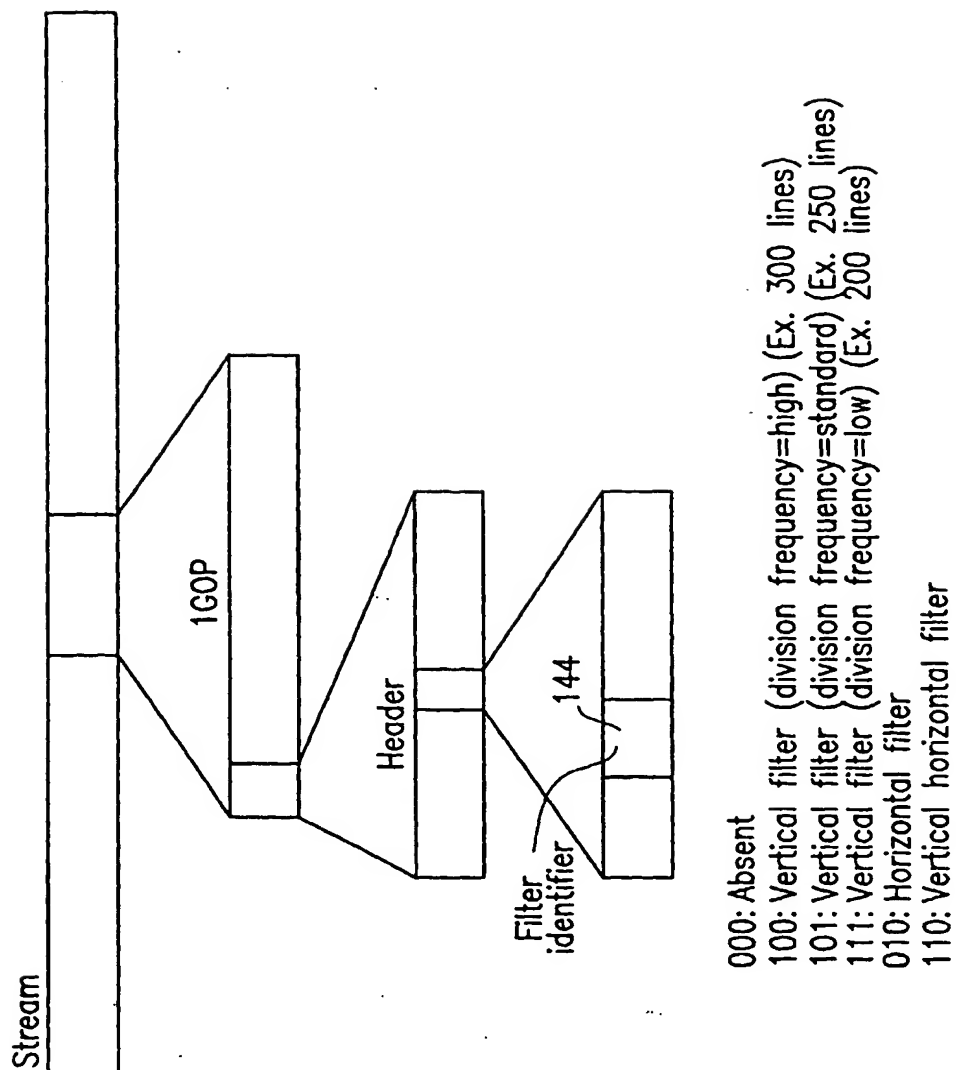 Stream
1GOP
Header
Filter
identifier
144
000: Absent
100: Vertical filter (division frequency=high) (Ex. 300 lines)
101: Vertical filter (division frequency=standard) (Ex. 250 lines)
111: Vertical filter (division frequency=low) (Ex. 200 lines)
010: Horizontal filter
110: Vertical horizontal filter